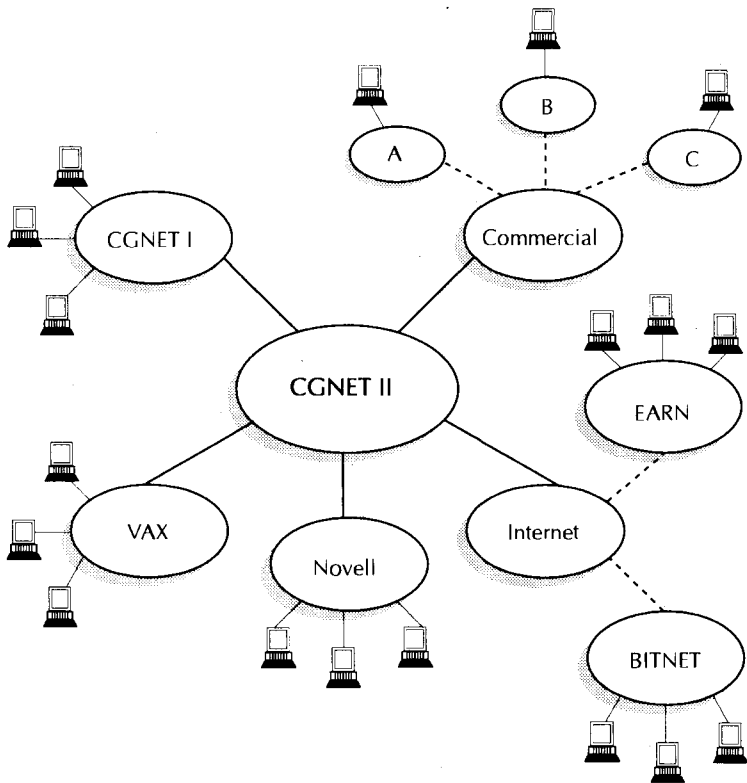 B
A
C
CGNET I
Commercial
CGNET II
EARN
VAX
Internet
Novell
BITNET